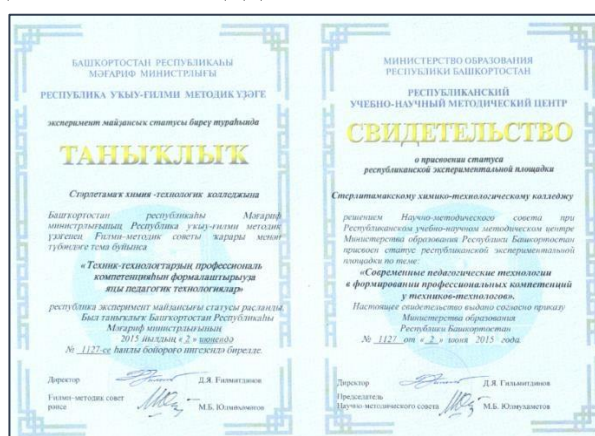 БАШҠОРТОСТАН РЕСПУБЛИКАҺЫ
МӘҒАРИФ МИНИСТРЛЫҒЫ
РЕСПУБЛИКА УҠЫУ-ҒИЛМИ МЕТОДИК ҮҘӘГЕ
эксперимент майҙансыҡ статусы биреү тураһында
ТАНЫҠЛЫҠ
Стәрлетамаҡ химия -технологик колледжына
Башҡортостан республикаһы Мәғариф
министрлығының Республика уҡыу-ғилми методик
үҙәгенең Ғилми-методик советы ҡарары менән
түбәндәге тема буйынса
«Техник-технологтарҙың профессиональ
компетенцияһын формалаштырыуҙа
яңы педагогик технологиялар»
республика эксперимент майҙансығы статусы раҫланды.
Был таныҡлыҡ Башҡортостан Республикаһы
Мәғариф министрлығының
2015 йылдың « 2 » июнендә
№ 1127-се һанлы бойороғо нигеҙендә бирелде.
Директор Д.Я.
Ғилми-методик совет
рәйесе М.Б.
МИНИСТЕРСТВО ОБРАЗОВАНИЯ
РЕСПУБЛИКИ БАШКОРТОСТАН
РЕСПУБЛИКАНСКИЙ
УЧЕБНО-НАУЧНЫЙ МЕТОДИЧЕСКИЙ ЦЕНТР
СВИДЕТЕЛЬСТВО
о присвоении статуса
республиканской экспериментальной площадки
Стерлитамакскому химико-технологическому колледжу
решением Научно-методического совета при
Республиканском учебно-научном методическом центре
Министерства образования Республики Башкортостан
присвоен статус республиканской экспериментальной
площадки по теме:
«Современные педагогические технологии
в формировании профессиональных компетенций
у техников-технологов».
Настоящее свидетельство выдано согласно приказу
Министерства образования
Республики Башкортостан
№ 1127 от « 2 » июня 2015 года.
Директор Д.Я. Гильмитдинов
Председатель
Научно-методического совета М.Б. Юлмухаметов